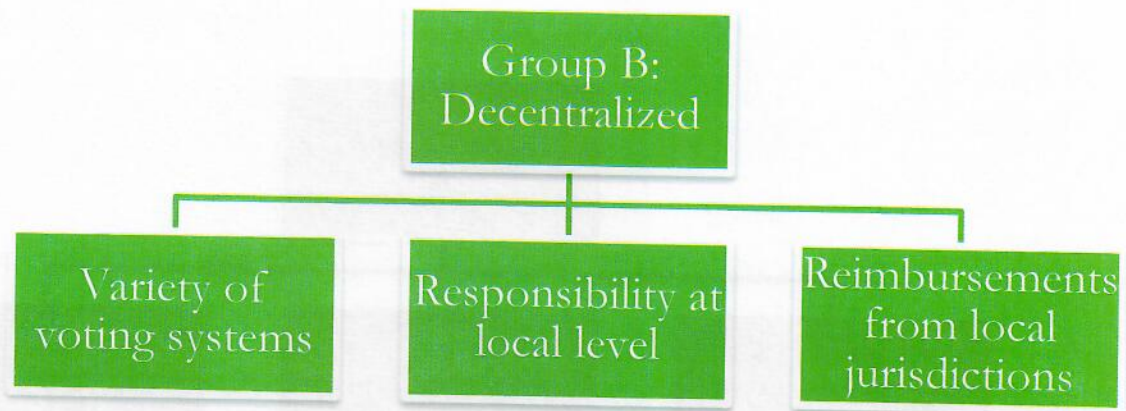 Group B:
Decentralized
Variety of
voting systems
Responsibility at
local level
Reimbursements
from local
jurisdictions